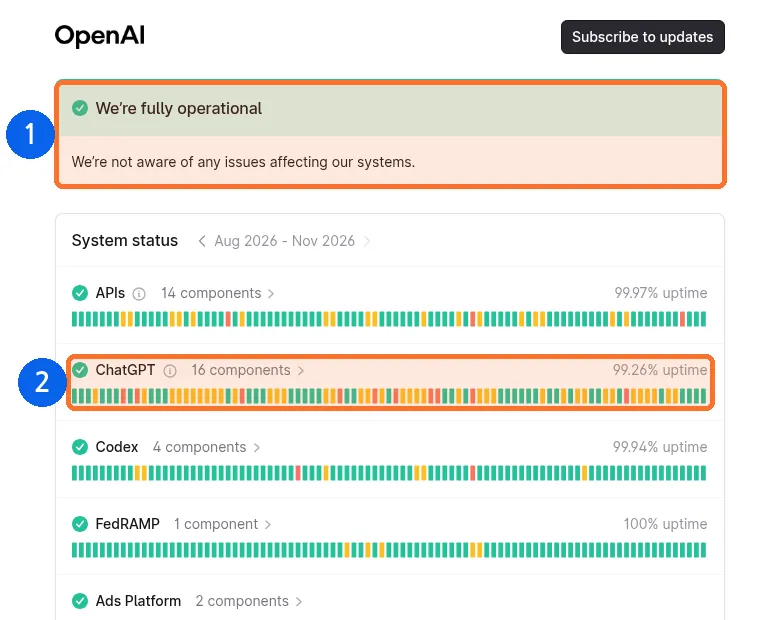 OpenAI
Subscribe to updates
1
We’re fully operational
We’re not aware of any issues affecting our systems.
System status Aug 2026 - Nov 2026
APIs 14 components 99.97% uptime
2
ChatGPT 16 components 99.26% uptime
Codex 4 components 99.94% uptime
FedRAMP 1 component 100% uptime
Ads Platform 2 components